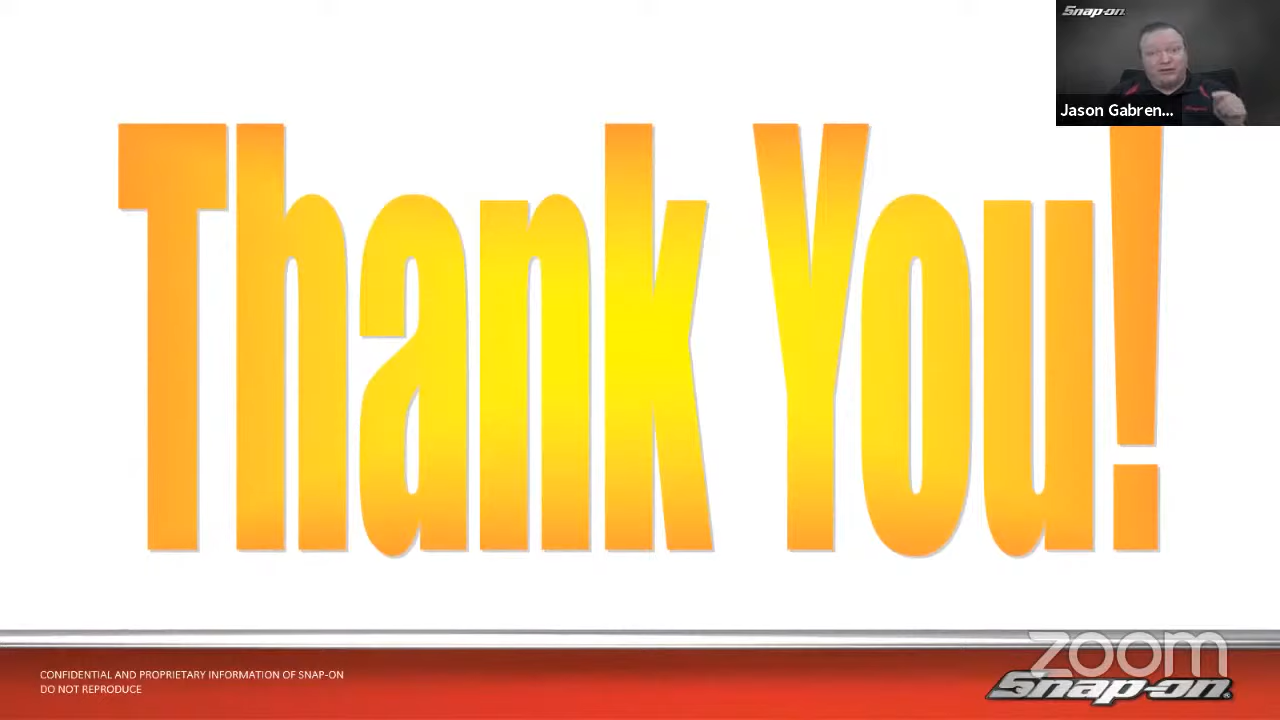 Snap-on
Jason Gabren...
Thank You!
CONFIDENTIAL AND PROPRIETARY INFORMATION OF SNAP-ON
DO NOT REPRODUCE
zoom
Snap-on